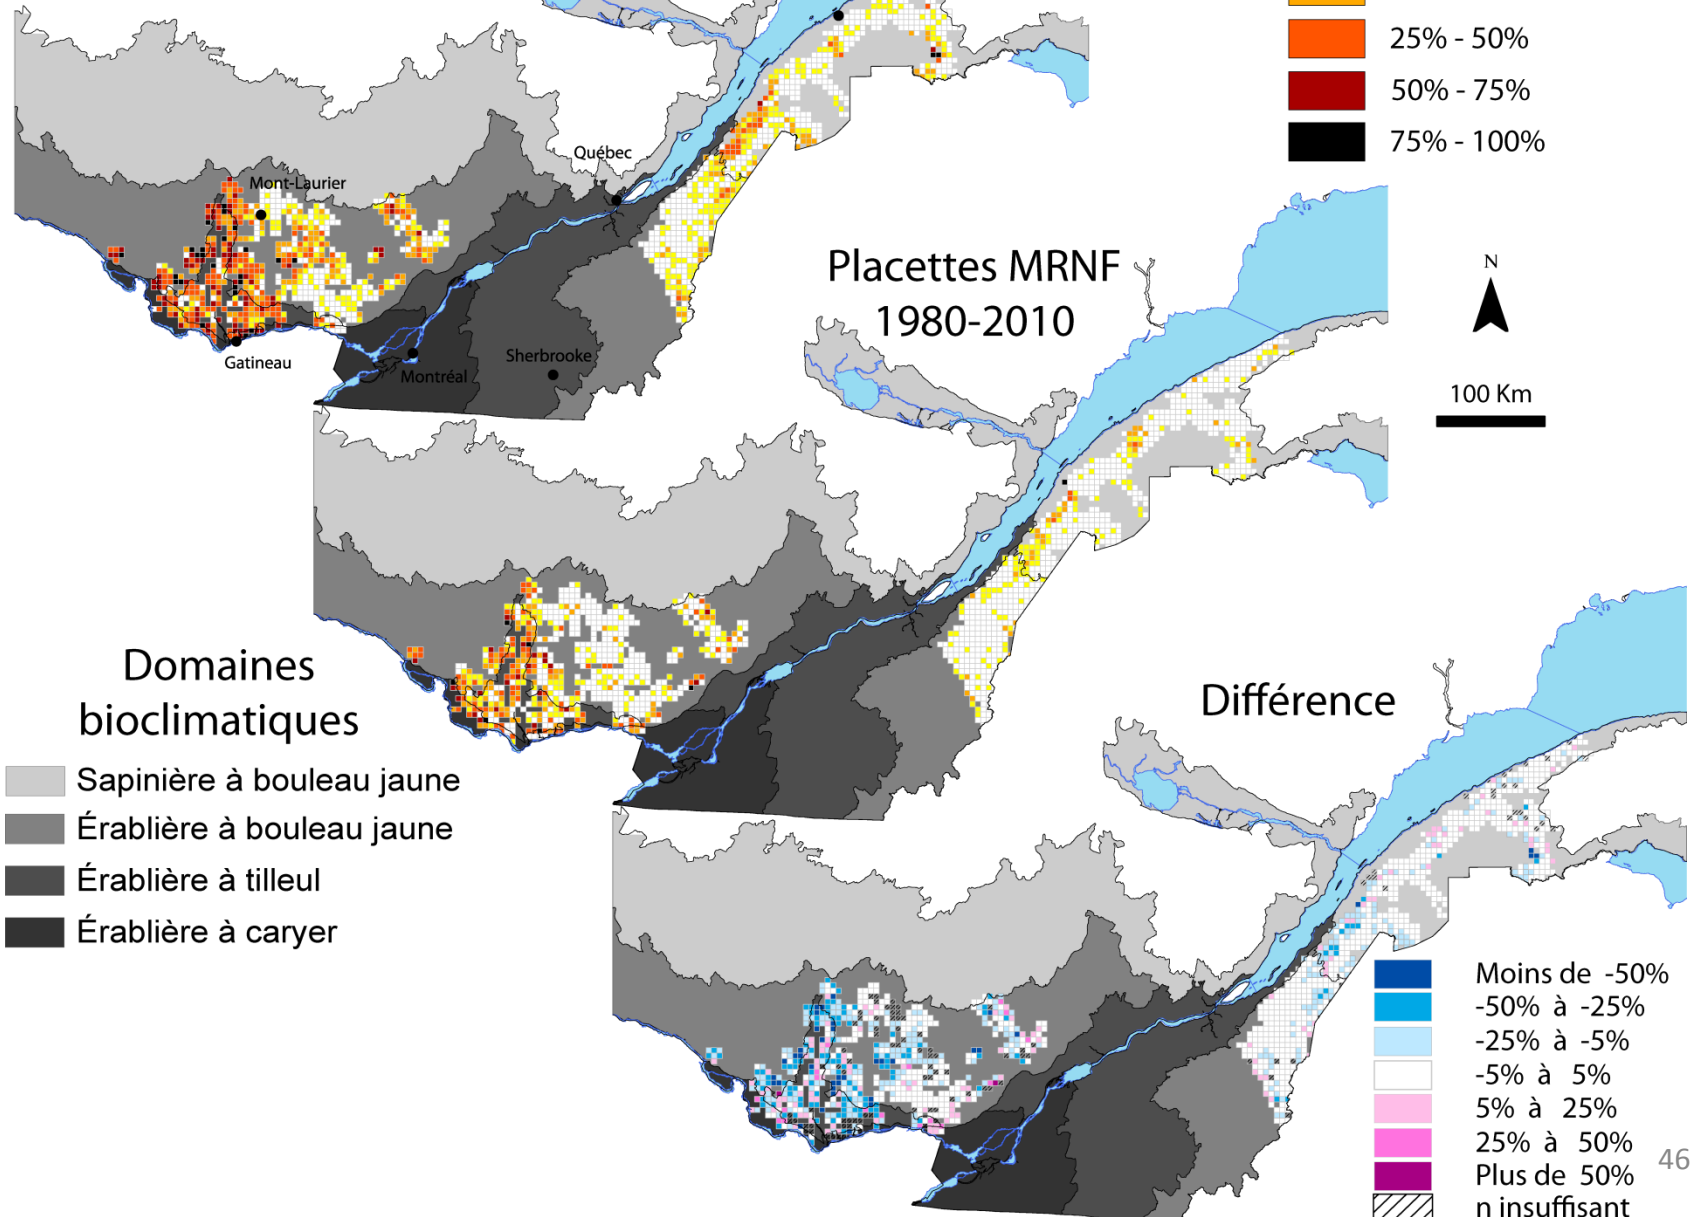 25% - 50%
50% - 75%
75% - 100%
Québec
Mont-Laurier
Gatineau
Montréal
Sherbrooke
Placettes MRNF
1980-2010
N
100 Km
Domaines
bioclimatiques
Sapinière à bouleau jaune
Érablière à bouleau jaune
Érablière à tilleul
Érablière à caryer
Différence
Moins de -50%
-50% à -25%
-25% à -5%
-5% à 5%
5% à 25%
25% à 50%
Plus de 50%
n insuffisant
46